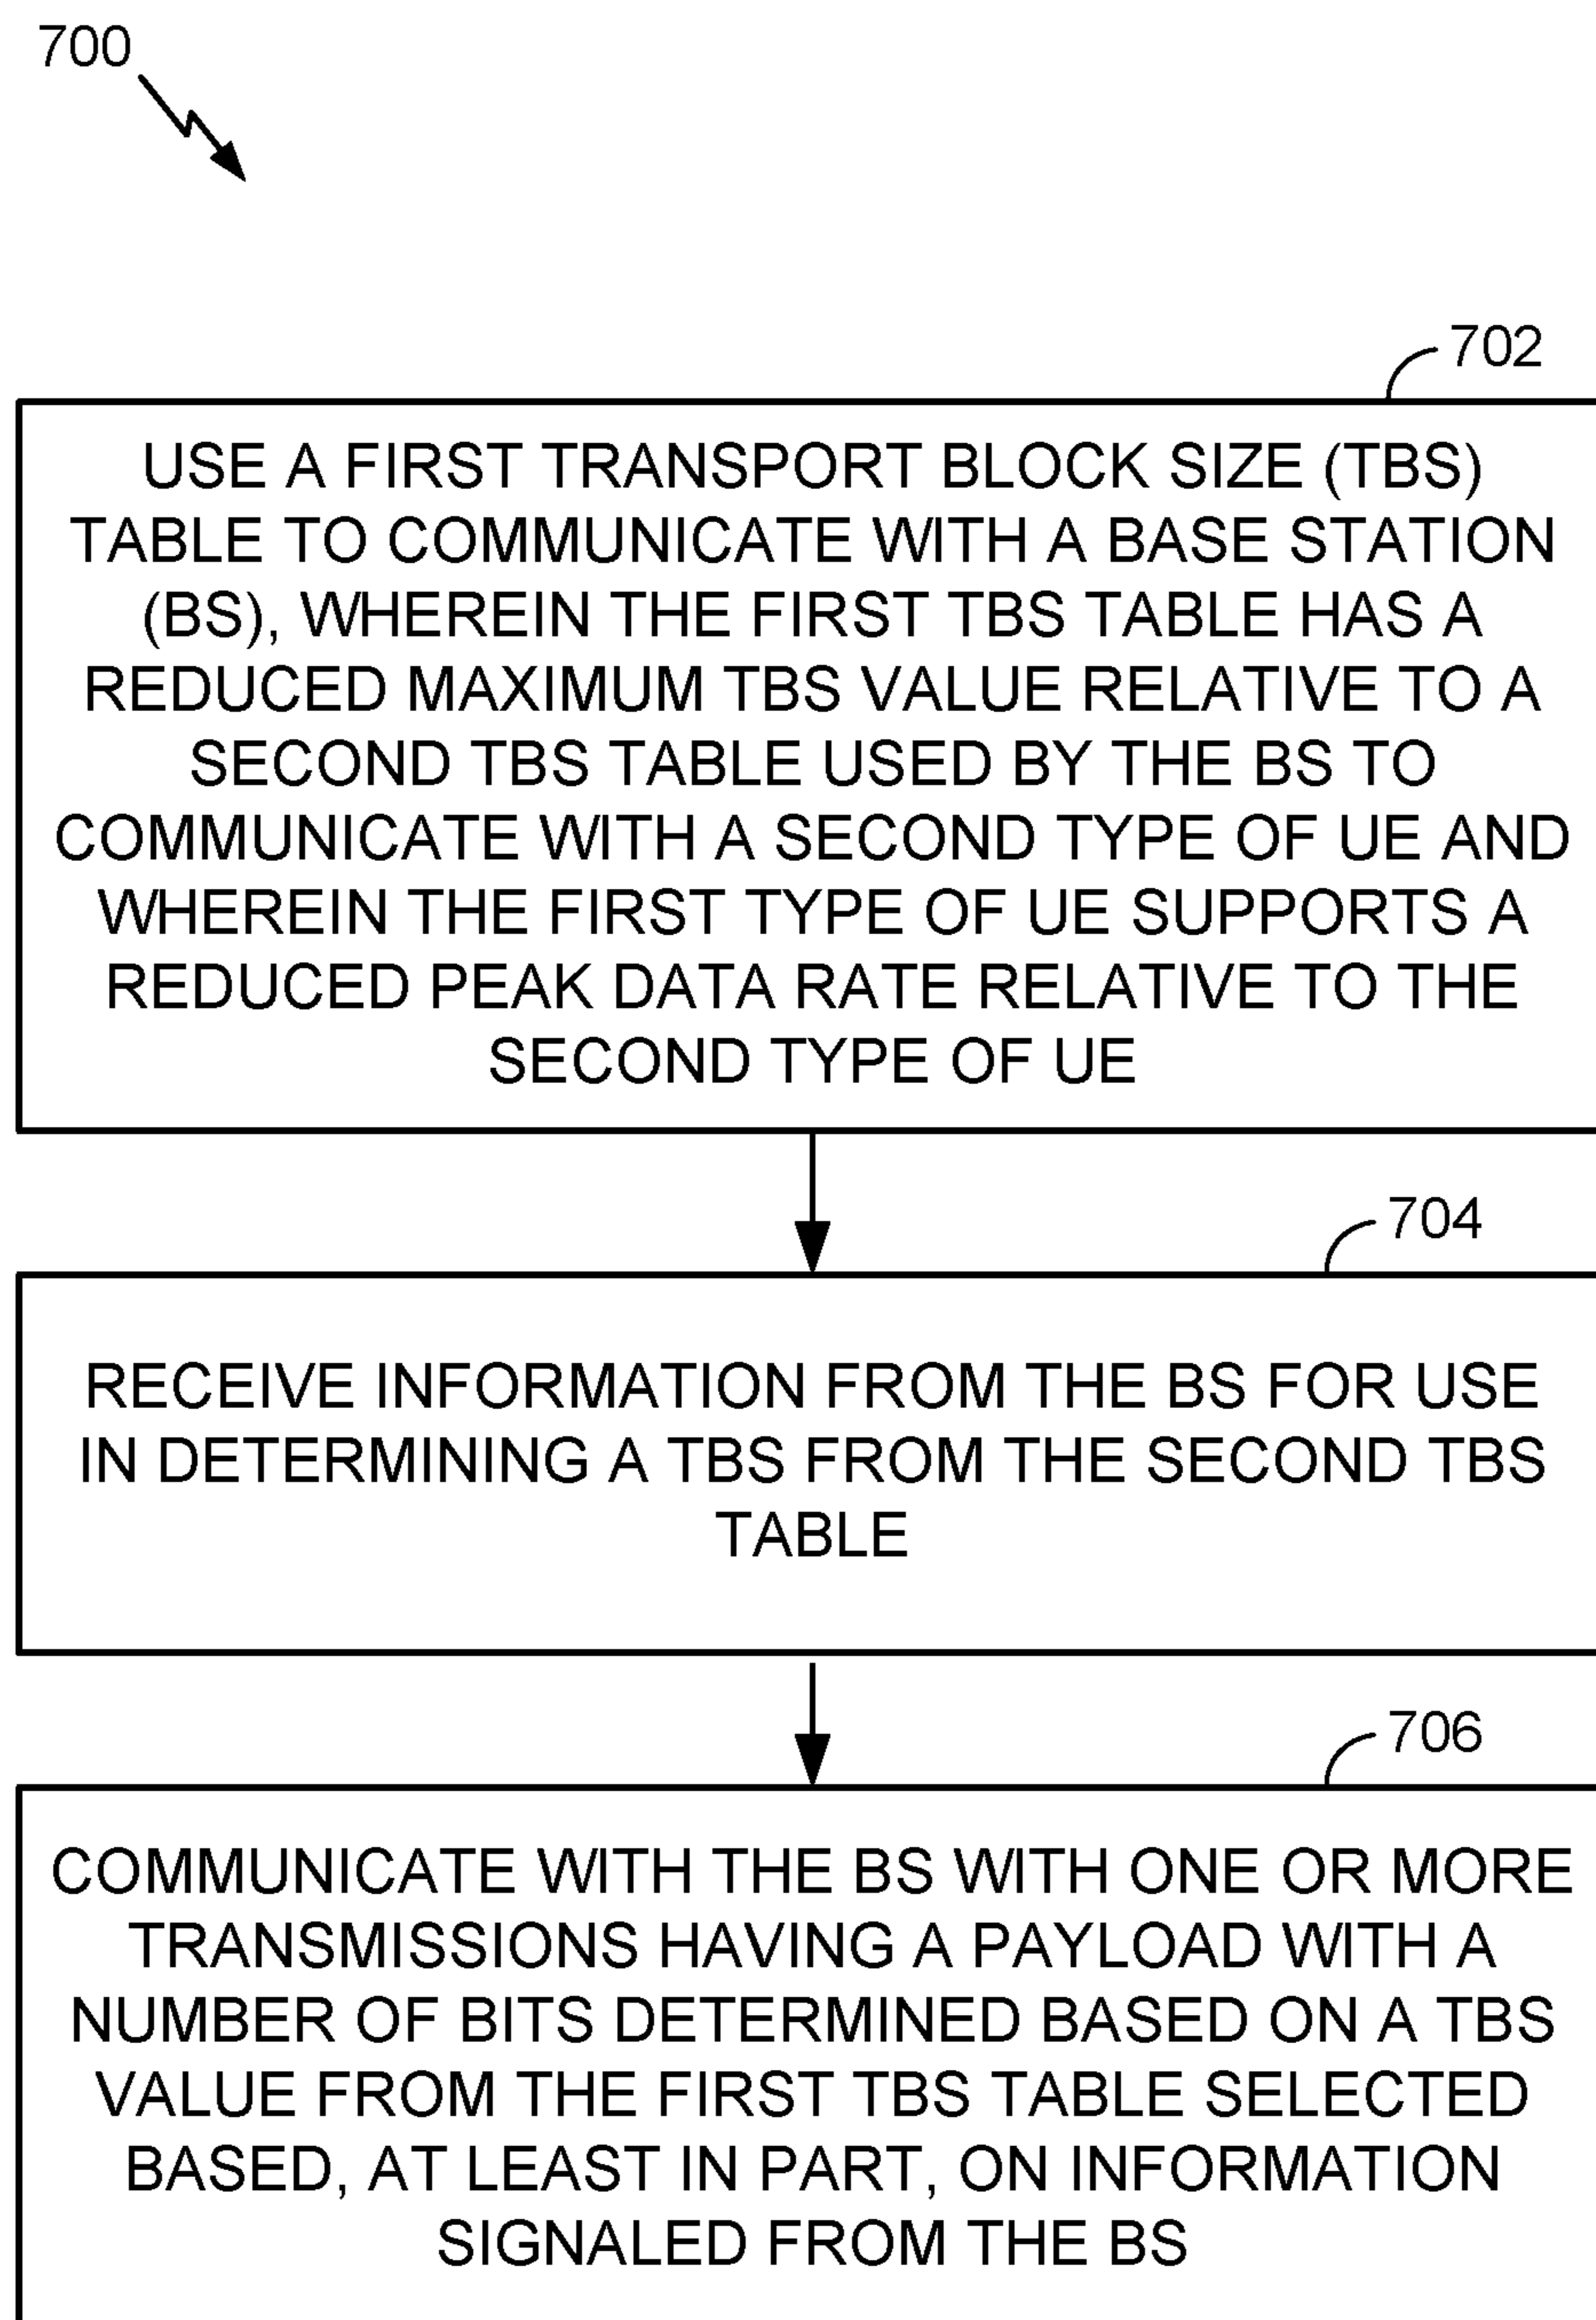 700
702
USE A FIRST TRANSPORT BLOCK SIZE (TBS)
TABLE TO COMMUNICATE WITH A BASE STATION
(BS), WHEREIN THE FIRST TBS TABLE HAS A
REDUCED MAXIMUM TBS VALUE RELATIVE TO A
SECOND TBS TABLE USED BY THE BS TO
COMMUNICATE WITH A SECOND TYPE OF UE AND
WHEREIN THE FIRST TYPE OF UE SUPPORTS A
REDUCED PEAK DATA RATE RELATIVE TO THE
SECOND TYPE OF UE
704
RECEIVE INFORMATION FROM THE BS FOR USE
IN DETERMINING A TBS FROM THE SECOND TBS
TABLE
706
COMMUNICATE WITH THE BS WITH ONE OR MORE
TRANSMISSIONS HAVING A PAYLOAD WITH A
NUMBER OF BITS DETERMINED BASED ON A TBS
VALUE FROM THE FIRST TBS TABLE SELECTED
BASED, AT LEAST IN PART, ON INFORMATION
SIGNALED FROM THE BS